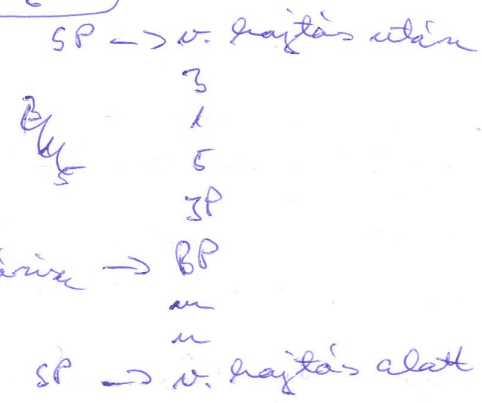 SP -> v. hajtás után
3
1
5
3P
-> BP
m
n
SP -> v. hajtás alatt